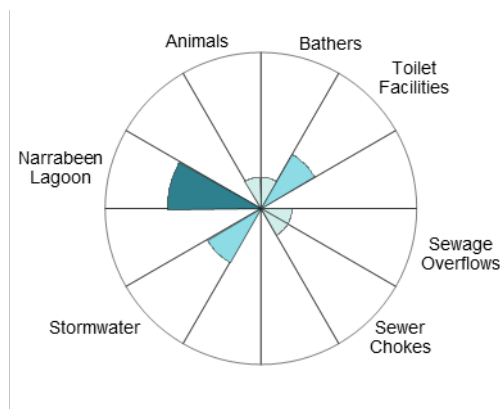 Animals
Bathers
Toilet
Facilities
Narrabeen
Lagoon
Sewage
Overflows
Stormwater
Sewer
Chokes